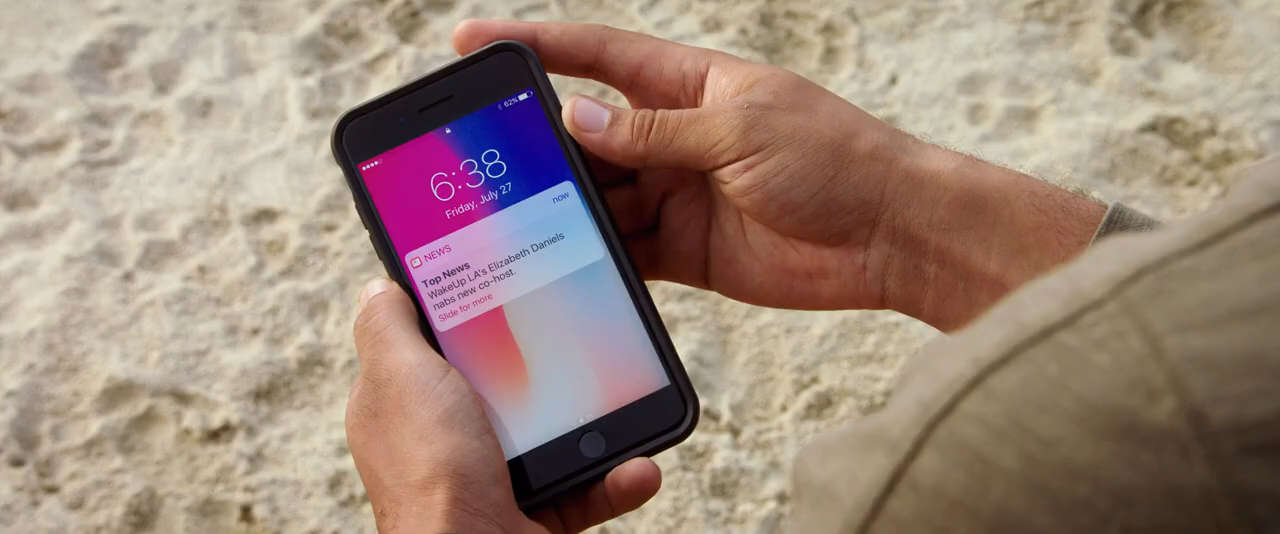 62%
6:38
Friday, July 27
NEWS
now
Top News
WakeUp LA's Elizabeth Daniels
nabs new co-host.
Slide for more